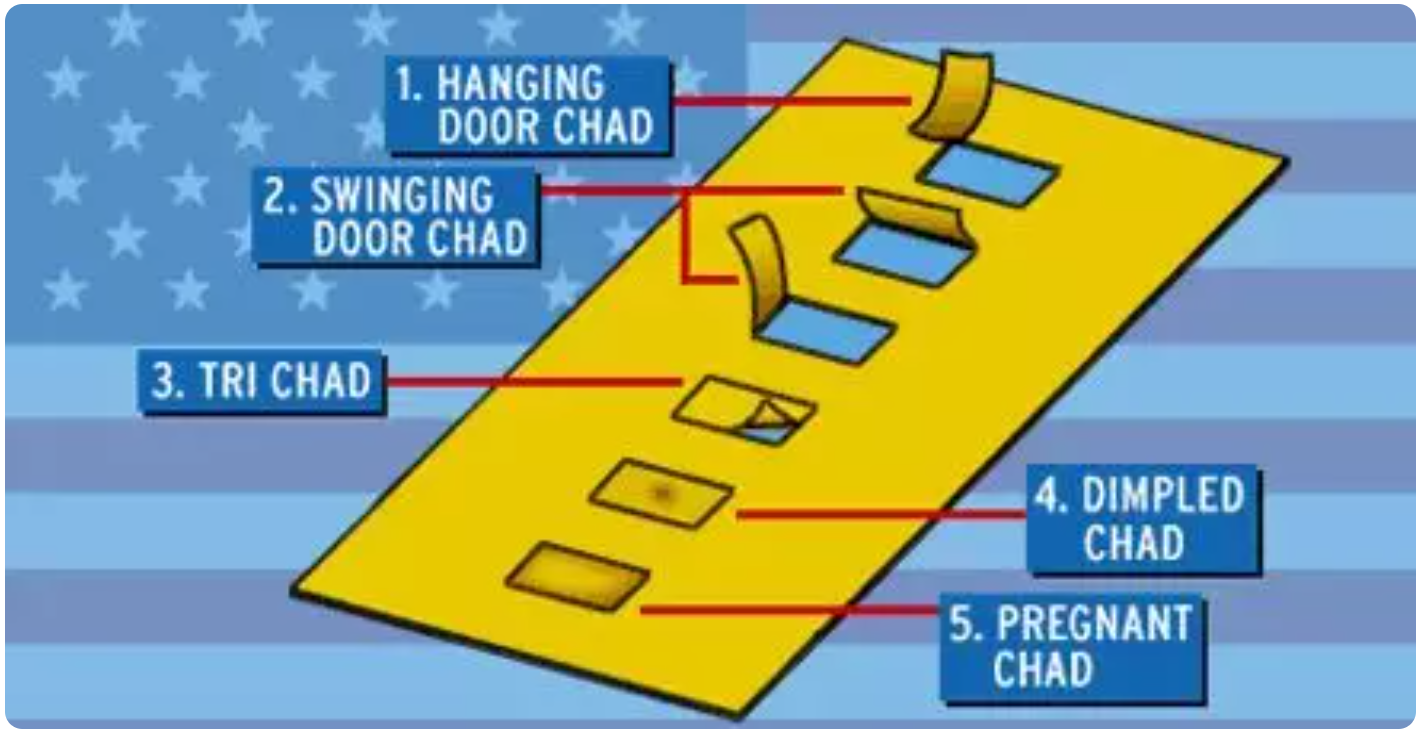 1. HANGING
DOOR CHAD
2. SWINGING
DOOR CHAD
3. TRI CHAD
4. DIMPLED
CHAD
5. PREGNANT
CHAD